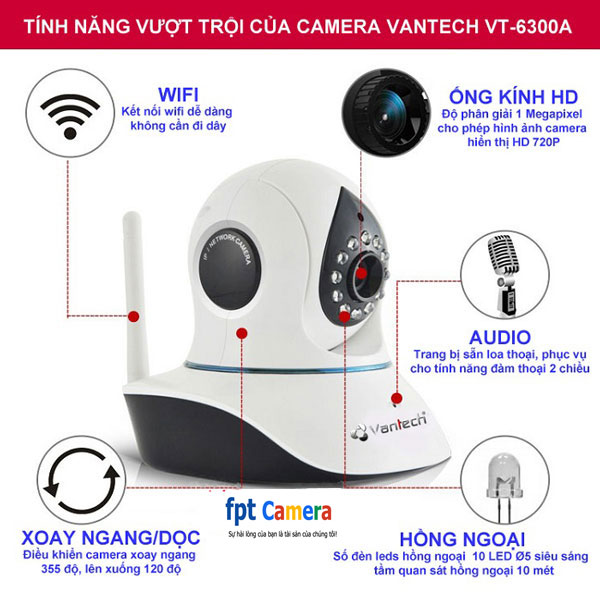 TÍNH NĂNG VƯỢT TRỘI CỦA CAMERA VANTECH VT-6300A
WIFI
Kết nối wifi dễ dàng
không cần đi dây
ỐNG KÍNH HD
Độ phân giải 1 Megapixel
cho phép hình ảnh camera
hiển thị HD 720P
IP / NETWORK CAMERA
AUDIO
Trang bị sẵn loa thoại, phục vụ
cho tính năng đàm thoại 2 chiều
Vantech
XOAY NGANG/DỌC
Điều khiển camera xoay ngang
355 độ, lên xuống 120 độ
fpt Camera
Sự hài lòng của bạn là tài sản của chúng tôi!
HỒNG NGOẠI
Số đèn leds hồng ngoại 10 LED Ø5 siêu sáng
tầm quan sát hồng ngoại 10 mét